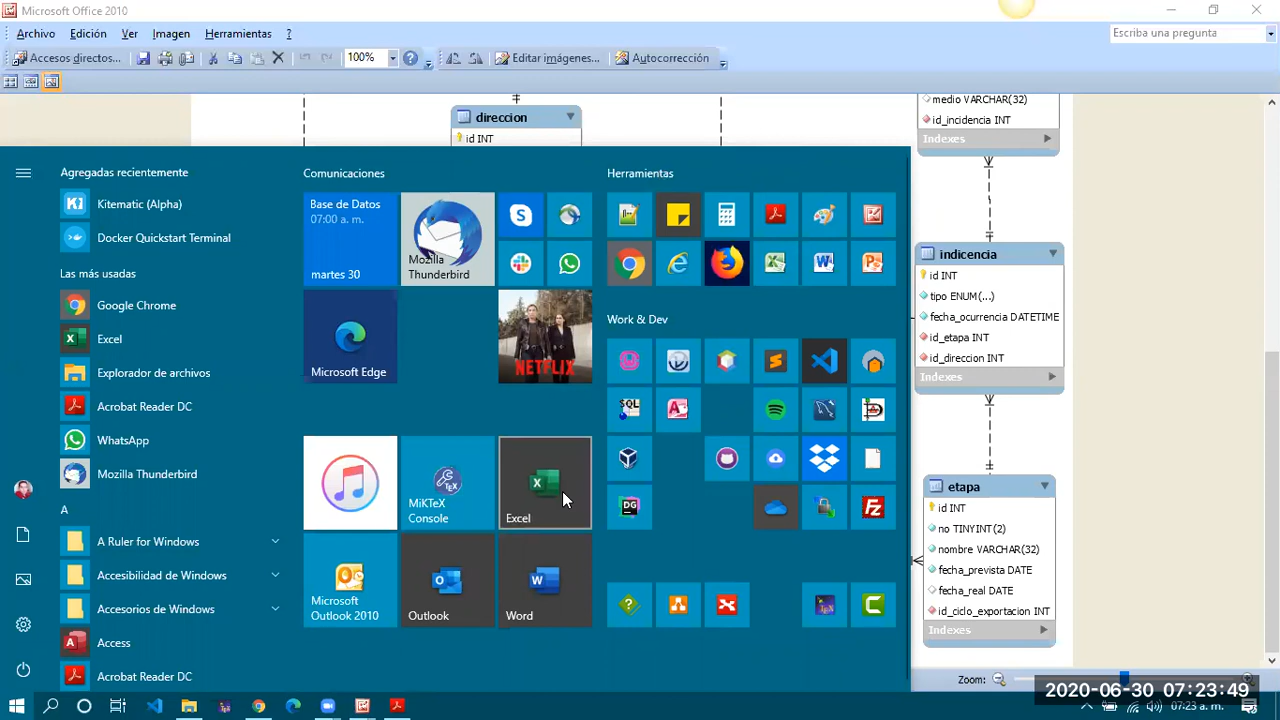 Microsoft Office 2010
Archivo Edición Ver Imagen Herramientas ?
Escriba una pregunta
Accesos directos...
100%
Editar imágenes...
Autocorrección
direccion
id INT
medio VARCHAR(32)
id_incidencia INT
Indexes
indicencia
id INT
tipo ENUM(...)
fecha_ocurrencia DATETIME
id_etapa INT
id_direccion INT
Indexes
etapa
id INT
no TINYINT(2)
nombre VARCHAR(32)
fecha_prevista DATE
fecha_real DATE
id_ciclo_exportacion INT
Indexes
Agregadas recientemente
Kitematic (Alpha)
Docker Quickstart Terminal
Las más usadas
Google Chrome
Excel
Explorador de archivos
Acrobat Reader DC
WhatsApp
Mozilla Thunderbird
A
A Ruler for Windows
Accesibilidad de Windows
Accesorios de Windows
Access
Acrobat Reader DC
Comunicaciones
Base de Datos
07:00 a. m.
martes 30
Mozilla
Thunderbird
Microsoft Edge
NETFLIX
MiKTeX
Console
Excel
Microsoft
Outlook 2010
Outlook
Word
Herramientas
Work & Dev
SQL
DG
Zoom:
2020-06-30 07:23:49
07:23 a. m.